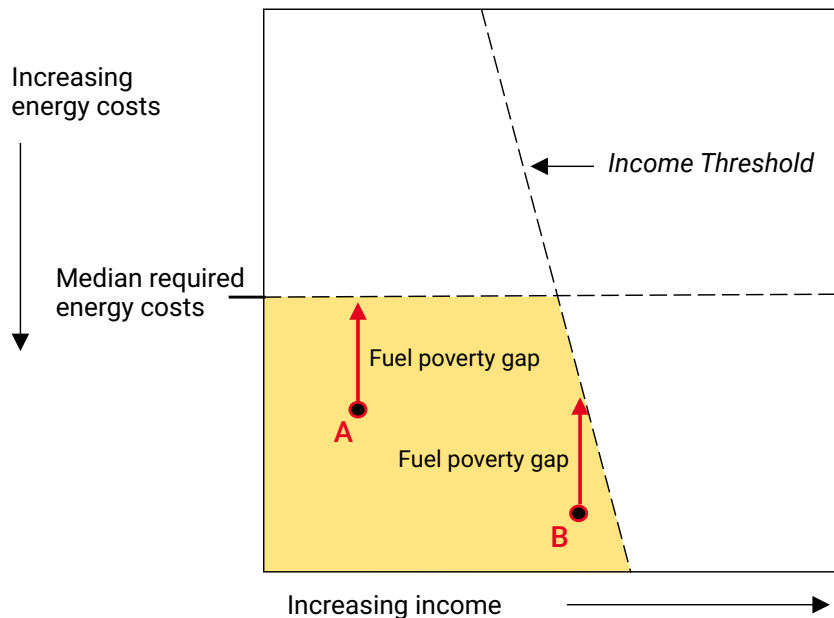 Increasing
energy costs
Income Threshold
Median required
energy costs
Fuel poverty gap
A
Fuel poverty gap
B
Increasing income